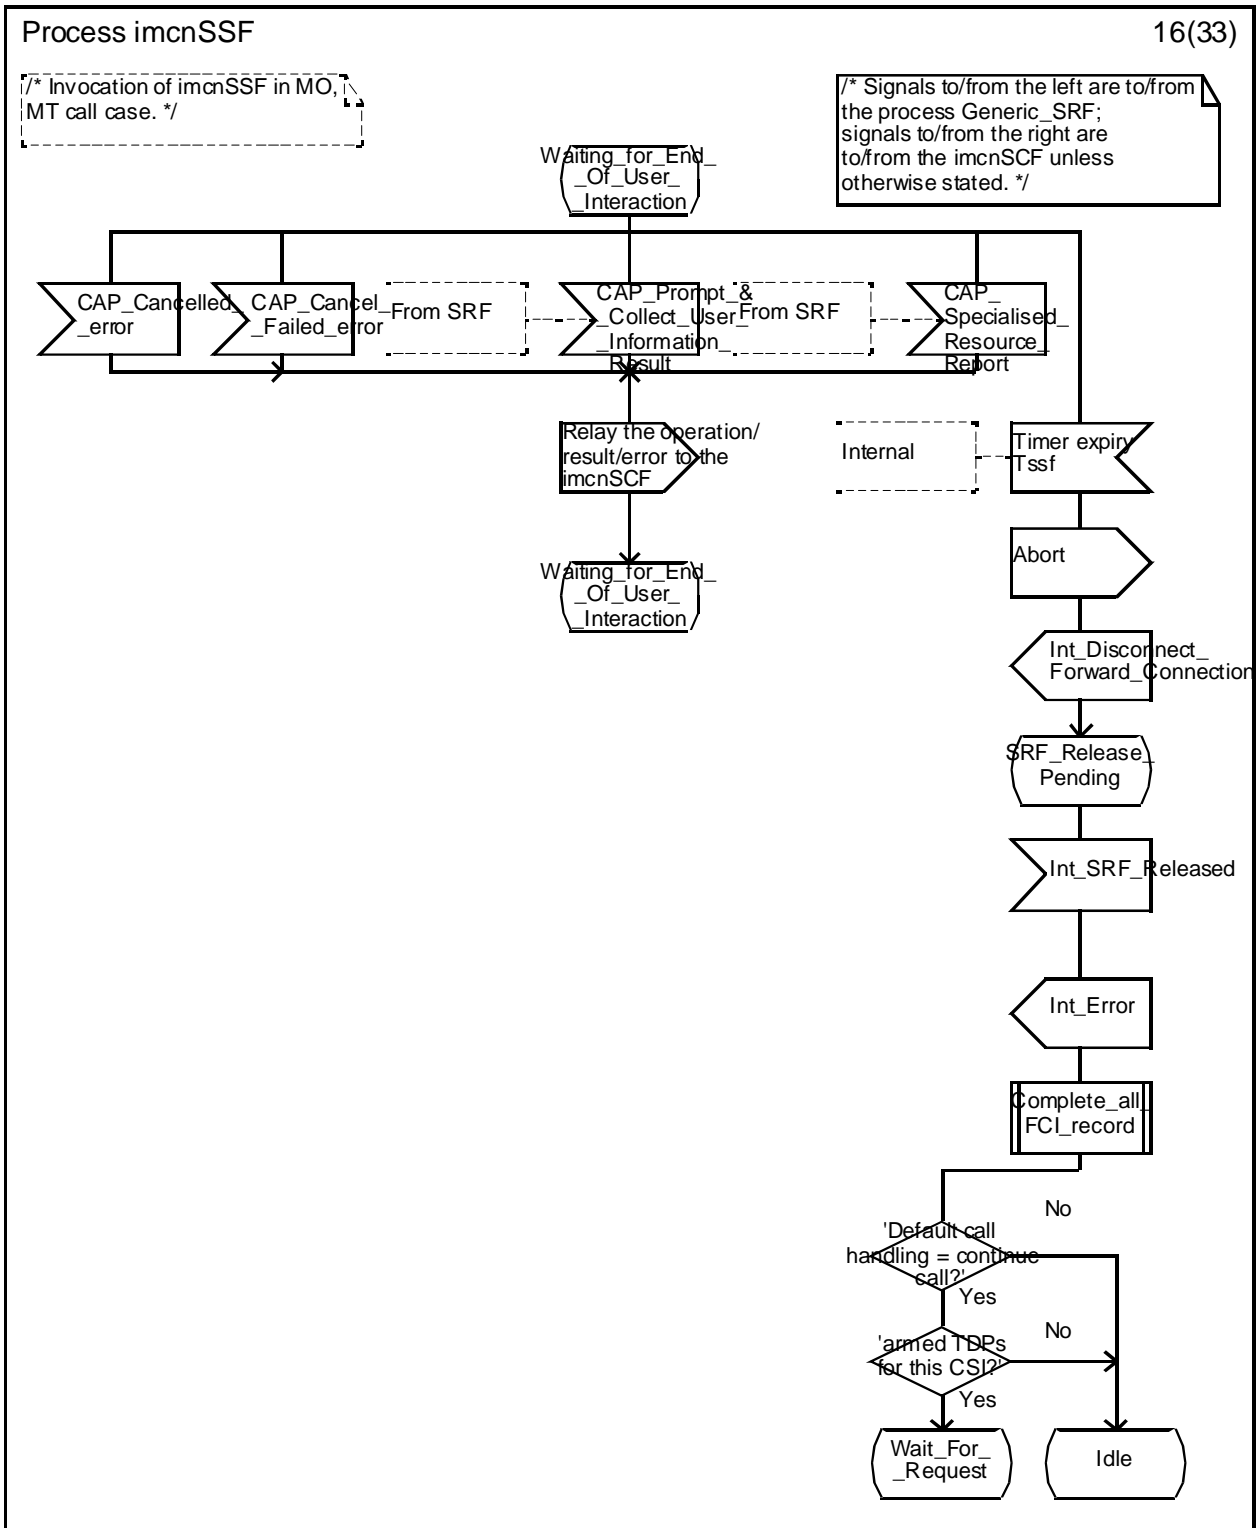 Process imcnSSF
16(33)
/* Invocation of imcnSSF in MO,
MT call case. */
/* Signals to/from the left are to/from
the process Generic_SRF;
signals to/from the right are
to/from the imcnSCF unless
otherwise stated. */
Waiting_for_End_
_Of_User_
_Interaction
CAP_Cancelled_
_error
CAP_Cancel_
_Failed_error
From SRF
CAP_Prompt_&
_Collect_User_
_Information_
_Result
From SRF
CAP_
_Specialised_
_Resource_
_Report
Relay the operation/
result/error to the
imcnSCF
Internal
Timer expiry
Tssf
Waiting_for_End_
_Of_User_
_Interaction
Abort
Int_Disconnect_
Forward_Connection
SRF_Release_
Pending
Int_SRF_Released
Int_Error
Complete_all_
FCI_record
No
'Default call
handling = continue
call?'
Yes
No
'armed TDPs
for this CSI?'
Yes
Wait_For_
_Request
Idle